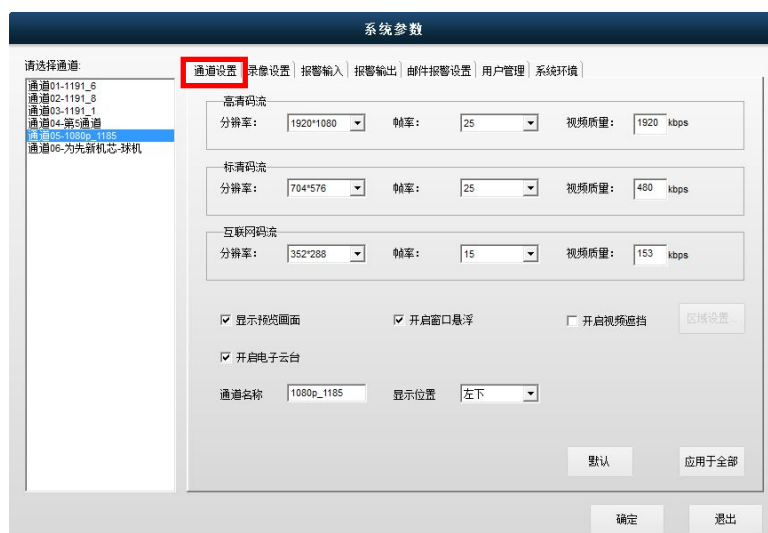 系统参数
请选择通道:
通道01-1191_6
通道02-1191_8
通道03-1191_1
通道04-第5通道
通道05-1080p_1185
通道06-为先新机芯-球机
通道设置 录像设置 报警输入 报警输出 邮件报警设置 用户管理 系统环境
高清码流
分辨率: 1920*1080 帧率: 25 视频质量: 1920 kbps
标清码流
分辨率: 704*576 帧率: 25 视频质量: 480 kbps
互联网码流
分辨率: 352*288 帧率: 15 视频质量: 153 kbps
显示预览画面 开启窗口悬浮 开启视频遮挡 区域设置...
开启电子云台
通道名称 1080p_1185 显示位置 左下
默认 应用于全部
确定 退出